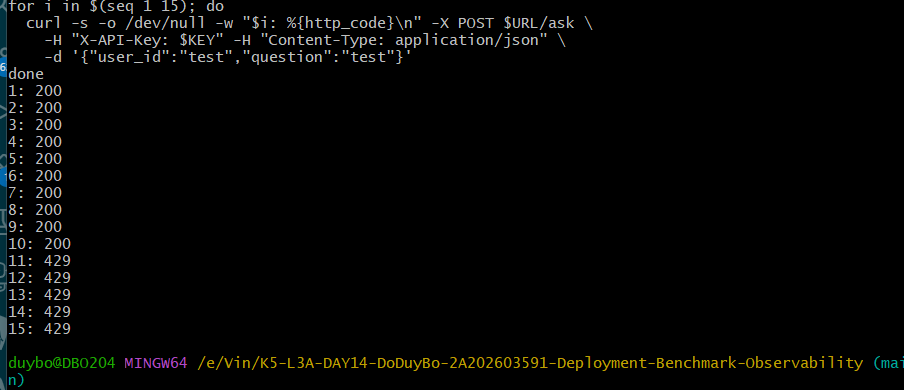 for i in $(seq 1 15); do
  curl -s -o /dev/null -w "$i: %{http_code}\n" -X POST $URL/ask \
    -H "X-API-Key: $KEY" -H "Content-Type: application/json" \
    -d '{"user_id":"test","question":"test"}'
done
1: 200
2: 200
3: 200
4: 200
5: 200
6: 200
7: 200
8: 200
9: 200
10: 200
11: 429
12: 429
13: 429
14: 429
15: 429
duybo@DBO204 MINGW64 /e/Vin/K5-L3A-DAY14-DoDuyBo-2A202603591-Deployment-Benchmark-Observability (mai
n)